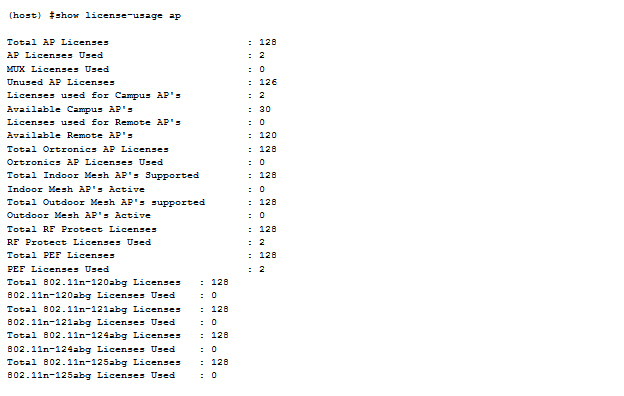 (host) #show license-usage ap
Total AP Licenses : 128
AP Licenses Used : 2
MUX Licenses Used : 0
Unused AP Licenses : 126
Licenses used for Campus AP's : 2
Available Campus AP's : 30
Licenses used for Remote AP's : 0
Available Remote AP's : 120
Total Ortronics AP Licenses : 128
Ortronics AP Licenses Used : 0
Total Indoor Mesh AP's Supported : 128
Indoor Mesh AP's Active : 0
Total Outdoor Mesh AP's supported : 128
Outdoor Mesh AP's Active : 0
Total RF Protect Licenses : 128
RF Protect Licenses Used : 2
Total PEF Licenses : 128
PEF Licenses Used : 2
Total 802.11n-120abg Licenses : 128
802.11n-120abg Licenses Used : 0
Total 802.11n-121abg Licenses : 128
802.11n-121abg Licenses Used : 0
Total 802.11n-124abg Licenses : 128
802.11n-124abg Licenses Used : 0
Total 802.11n-125abg Licenses : 128
802.11n-125abg Licenses Used : 0